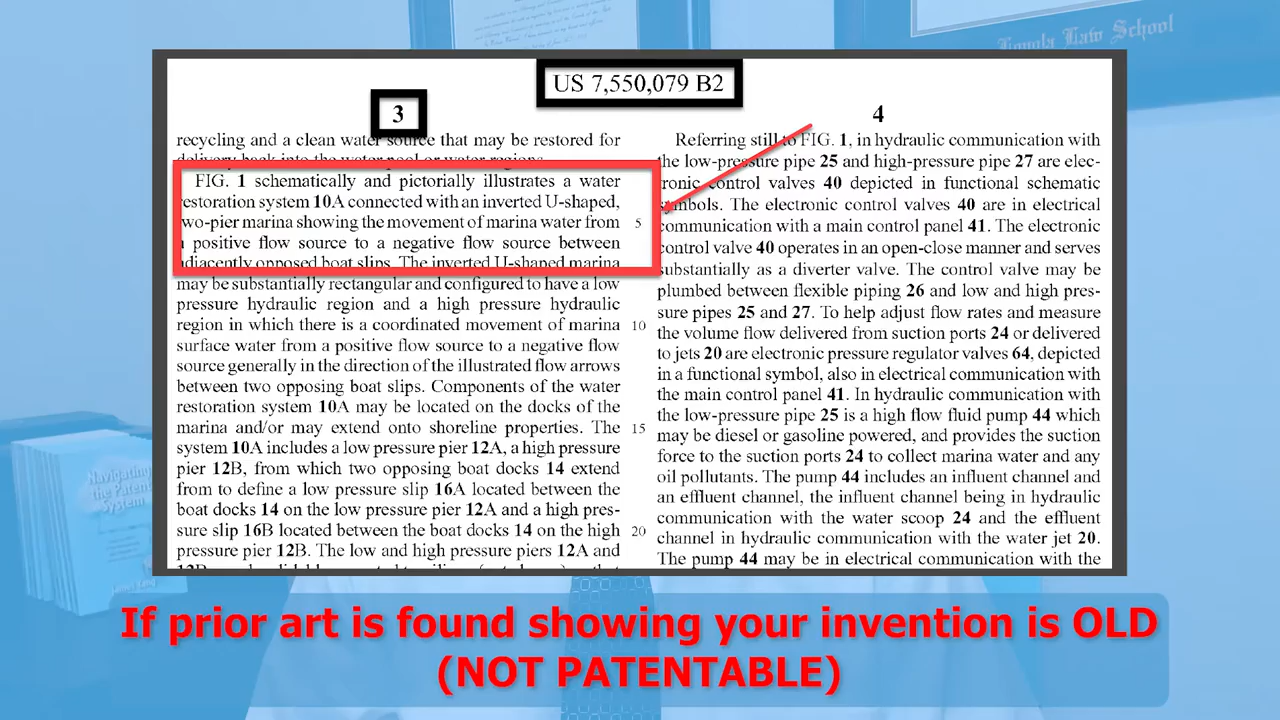 Loyola Law School
US 7,550,079 B2
3
recycling and a clean water source that may be restored for
delivery back into the water pool or water regions.
FIG. 1 schematically and pictorially illustrates a water
restoration system 10A connected with an inverted U-shaped,
two-pier marina showing the movement of marina water from
5
a positive flow source to a negative flow source between
adjacently opposed boat slips. The inverted U-shaped marina
may be substantially rectangular and configured to have a low
pressure hydraulic region and a high pressure hydraulic
region in which there is a coordinated movement of marina
10
surface water from a positive flow source to a negative flow
source generally in the direction of the illustrated flow arrows
between two opposing boat slips. Components of the water
restoration system 10A may be located on the docks of the
marina and/or may extend onto shoreline properties. The
15
system 10A includes a low pressure pier 12A, a high pressure
pier 12B, from which two opposing boat docks 14 extend
from to define a low pressure slip 16A located between the
boat docks 14 on the low pressure pier 12A and a high pres-
sure slip 16B located between the boat docks 14 on the high
20
pressure pier 12B. The low and high pressure piers 12A and
4
Referring still to FIG. 1, in hydraulic communication with
the low-pressure pipe 25 and high-pressure pipe 27 are elec-
tronic control valves 40 depicted in functional schematic
symbols. The electronic control valves 40 are in electrical
communication with a main control panel 41. The electronic
control valve 40 operates in an open-close manner and serves
substantially as a diverter valve. The control valve may be
plumbed between flexible piping 26 and low and high pres-
sure pipes 25 and 27. To help adjust flow rates and measure
the volume flow delivered from suction ports 24 or delivered
to jets 20 are electronic pressure regulator valves 64, depicted
in a functional symbol, also in electrical communication with
the main control panel 41. In hydraulic communication with
the low-pressure pipe 25 is a high flow fluid pump 44 which
may be diesel or gasoline powered, and provides the suction
force to the suction ports 24 to collect marina water and any
oil pollutants. The pump 44 includes an influent channel and
an effluent channel, the influent channel being in hydraulic
communication with the water scoop 24 and the effluent
channel in hydraulic communication with the water jet 20.
The pump 44 may be in electrical communication with the
Navigating
the Patent
System
If prior art is found showing your invention is OLD
(NOT PATENTABLE)